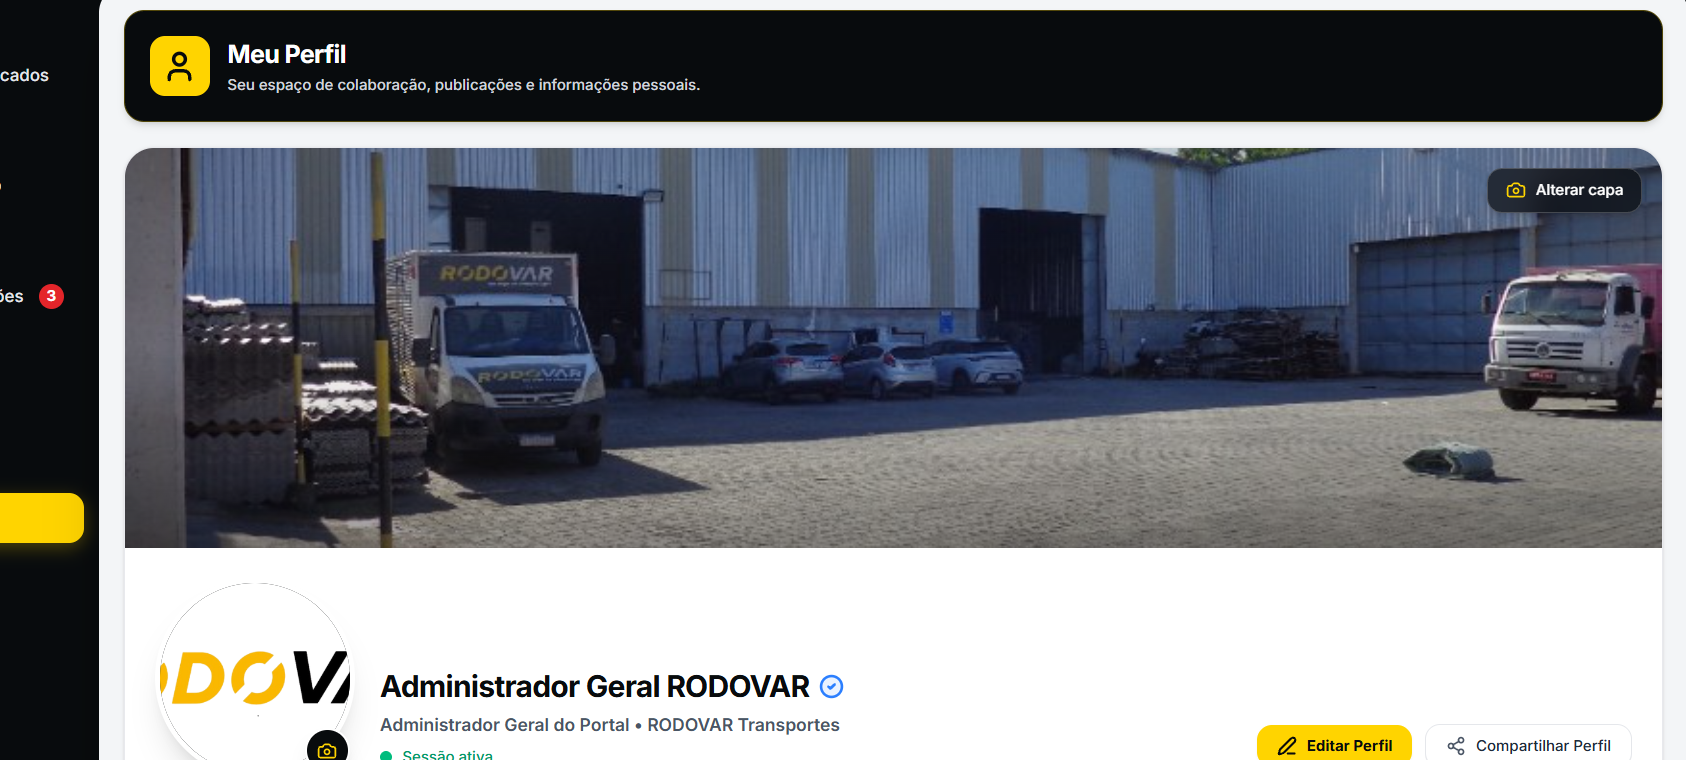 Meu Perfil
Seu espaço de colaboração, publicações e informações pessoais.
cados
ões 3
Alterar capa
RODOVAR
RODOVAR
DOVA
Administrador Geral RODOVAR
Administrador Geral do Portal • RODOVAR Transportes
Sessão ativa
Editar Perfil
Compartilhar Perfil